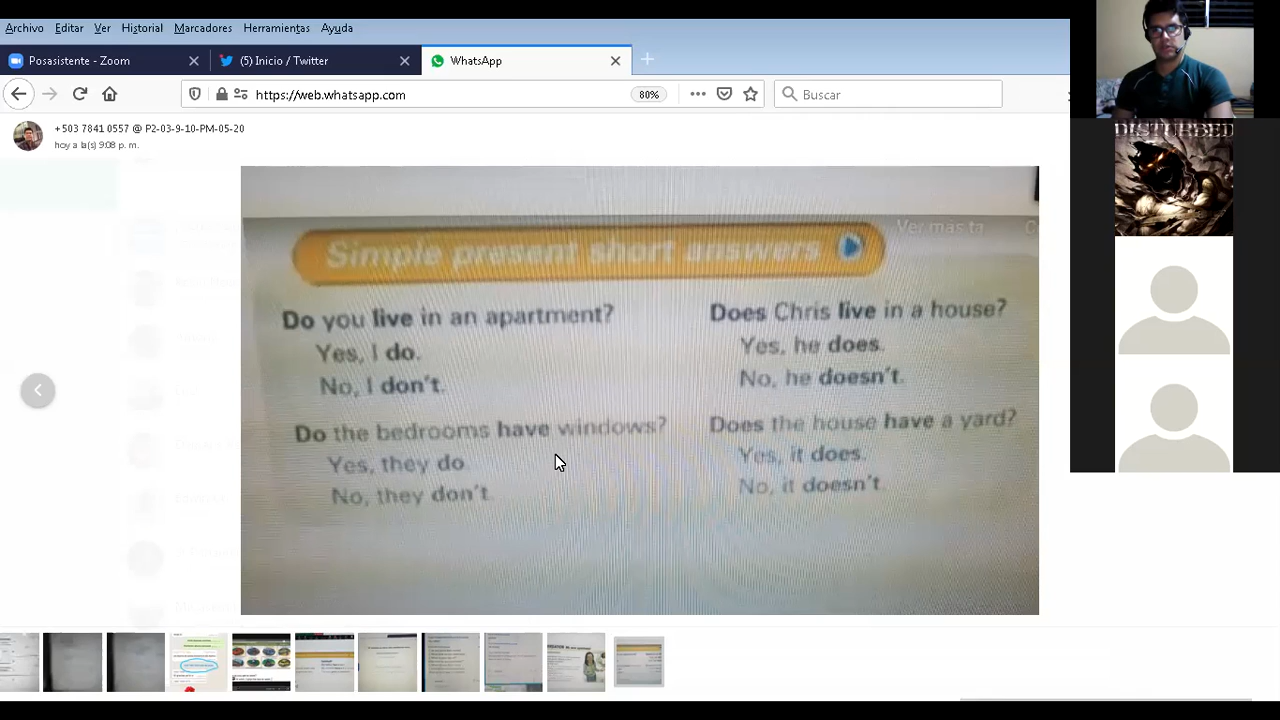 Archivo Editar Ver Historial Marcadores Herramientas Ayuda
Posasistente - Zoom
(5) Inicio / Twitter
WhatsApp
https://web.whatsapp.com
80%
Buscar
+503 7841 0557 @ P2-03-9-10-PM-05-20
hoy a la(s) 9:08 p. m.
DISTURBED
Ver más ta
Simple present short answers
Do you live in an apartment?
Yes, I do.
No, I don't.
Do the bedrooms have windows?
Yes, they do
No, they don't.
Does Chris live in a house?
Yes, he does.
No, he doesn't.
Does the house have a yard?
Yes, it does.
No, it doesn't.